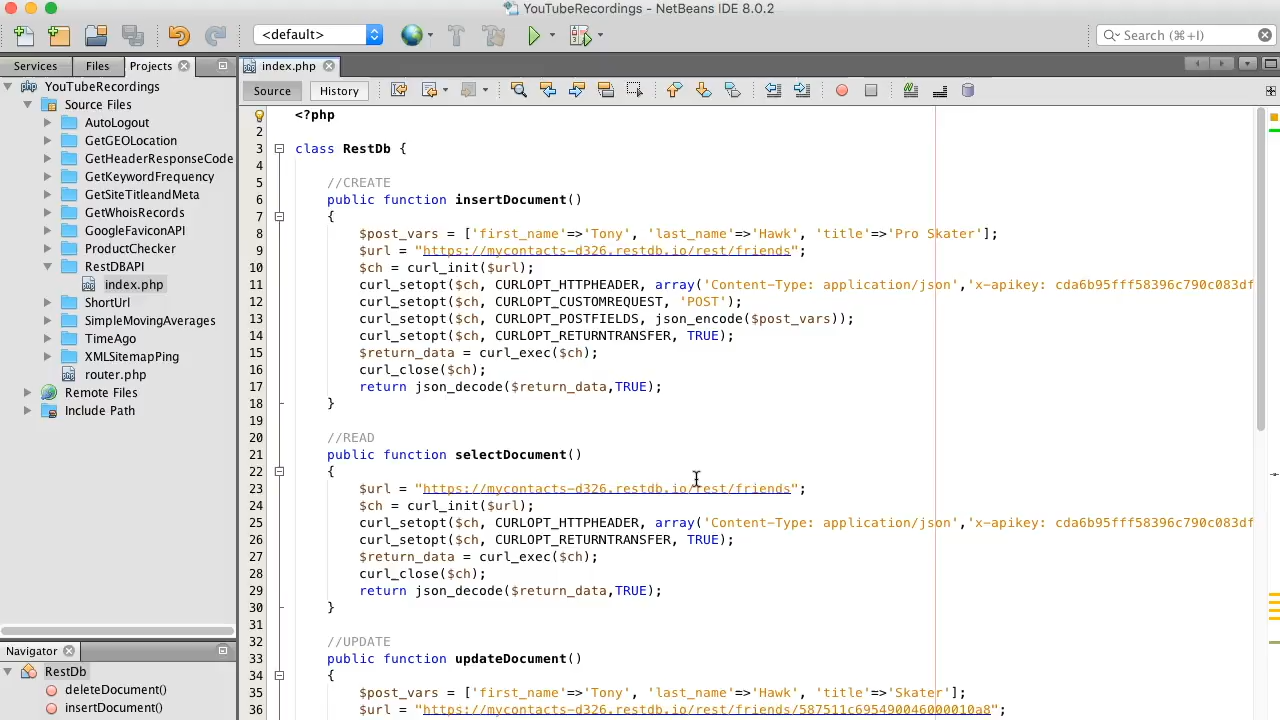 YouTubeRecordings - NetBeans IDE 8.0.2
<default>
Search (⌘+I)
Services
Files
Projects
index.php
Source
History
YouTubeRecordings
Source Files
AutoLogout
GetGEOLocation
GetHeaderResponseCode
GetKeywordFrequency
GetSiteTitleandMeta
GetWhoisRecords
GoogleFaviconAPI
ProductChecker
RestDBAPI
index.php
ShortUrl
SimpleMovingAverages
TimeAgo
XMLSitemapPing
router.php
Remote Files
Include Path
Navigator
RestDb
deleteDocument()
insertDocument()
<?php
2
3 class RestDb {
4
5 //CREATE
6 public function insertDocument()
7 {
8 $post_vars = ['first_name'=>'Tony', 'last_name'=>'Hawk', 'title'=>'Pro Skater'];
9 $url = "https://mycontacts-d326.restdb.io/rest/friends";
10 $ch = curl_init($url);
11 curl_setopt($ch, CURLOPT_HTTPHEADER, array('Content-Type: application/json','x-apikey: cda6b95fff58396c790c083df
12 curl_setopt($ch, CURLOPT_CUSTOMREQUEST, 'POST');
13 curl_setopt($ch, CURLOPT_POSTFIELDS, json_encode($post_vars));
14 curl_setopt($ch, CURLOPT_RETURNTRANSFER, TRUE);
15 $return_data = curl_exec($ch);
16 curl_close($ch);
17 return json_decode($return_data,TRUE);
18 }
19
20 //READ
21 public function selectDocument()
22 {
23 $url = "https://mycontacts-d326.restdb.io/rest/friends";
24 $ch = curl_init($url);
25 curl_setopt($ch, CURLOPT_HTTPHEADER, array('Content-Type: application/json','x-apikey: cda6b95fff58396c790c083df
26 curl_setopt($ch, CURLOPT_RETURNTRANSFER, TRUE);
27 $return_data = curl_exec($ch);
28 curl_close($ch);
29 return json_decode($return_data,TRUE);
30 }
31
32 //UPDATE
33 public function updateDocument()
34 {
35 $post_vars = ['first_name'=>'Tony', 'last_name'=>'Hawk', 'title'=>'Skater'];
36 $url = "https://mycontacts-d326.restdb.io/rest/friends/587511c695490046000010a8";